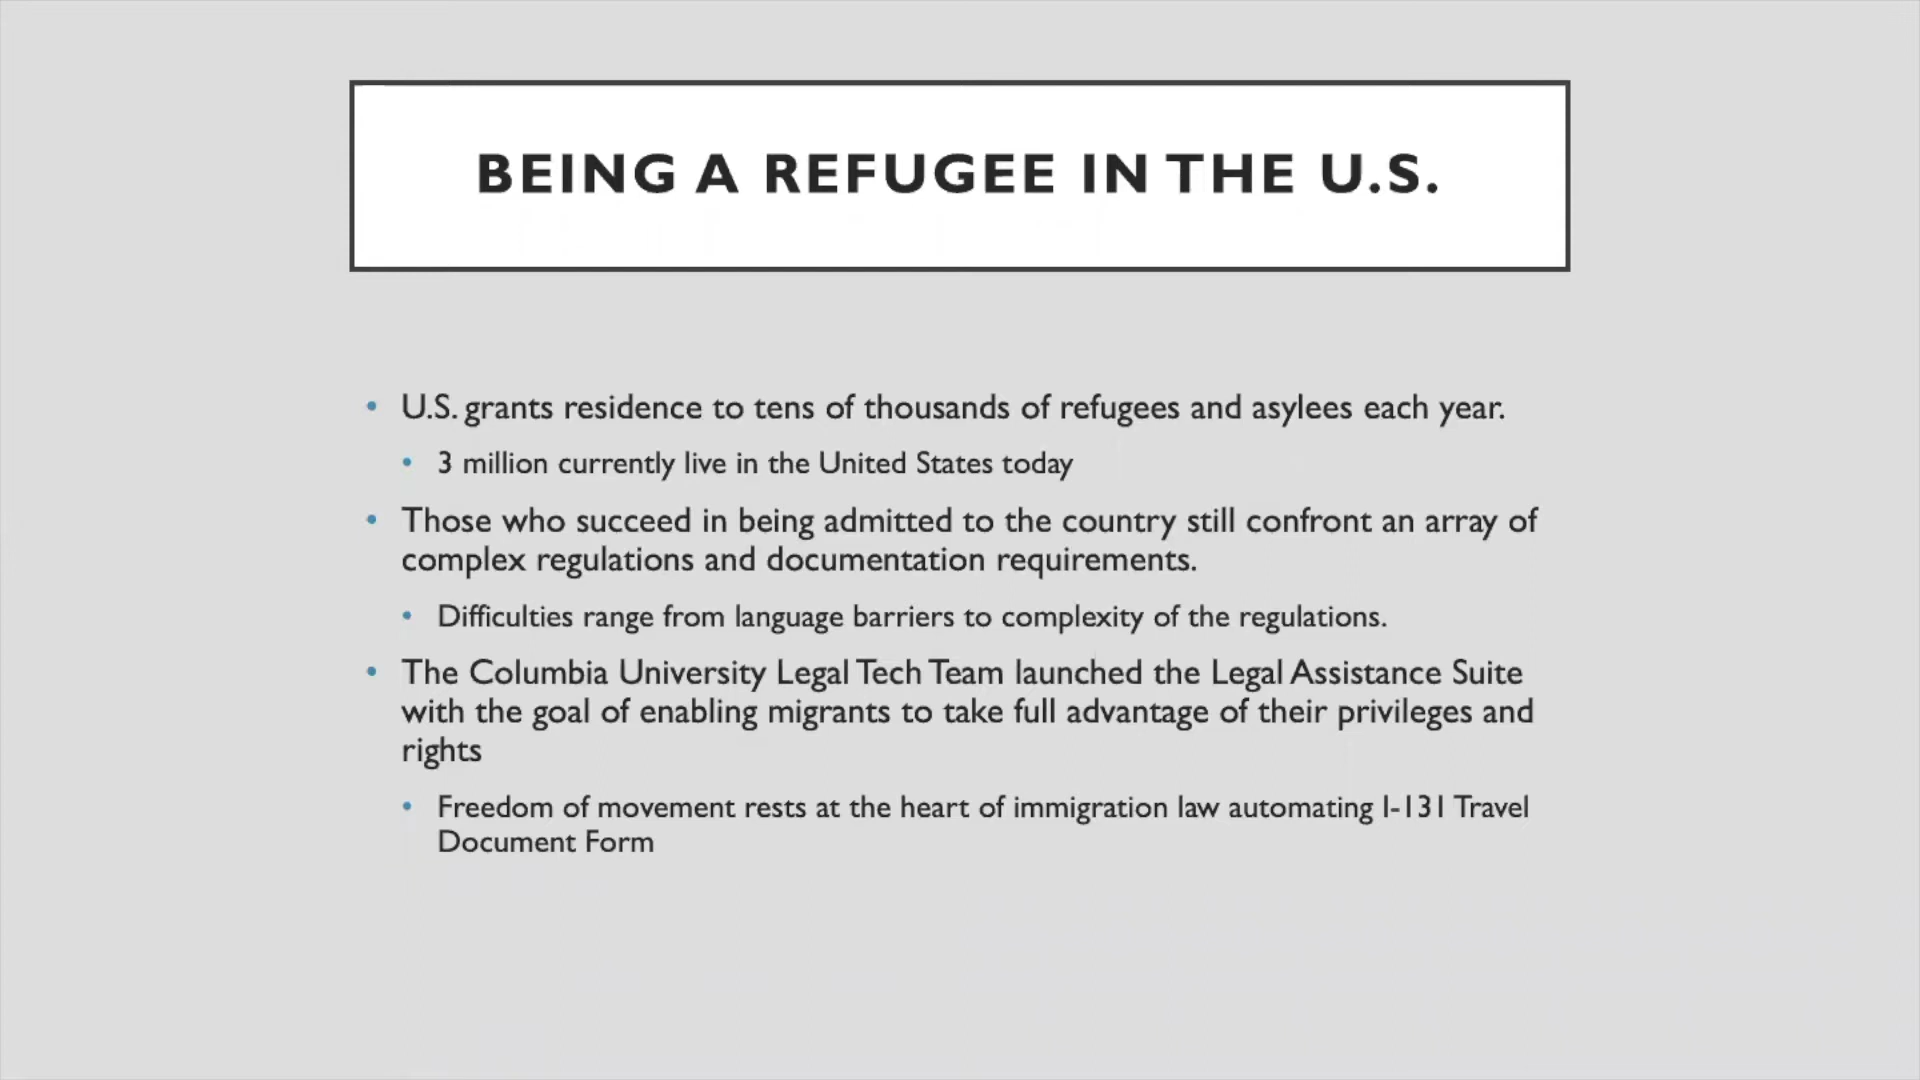 BEING A REFUGEE IN THE U.S.
• U.S. grants residence to tens of thousands of refugees and asylees each year.
• 3 million currently live in the United States today
• Those who succeed in being admitted to the country still confront an array of
complex regulations and documentation requirements.
• Difficulties range from language barriers to complexity of the regulations.
• The Columbia University Legal Tech Team launched the Legal Assistance Suite
with the goal of enabling migrants to take full advantage of their privileges and
rights
• Freedom of movement rests at the heart of immigration law automating I-131 Travel
Document Form